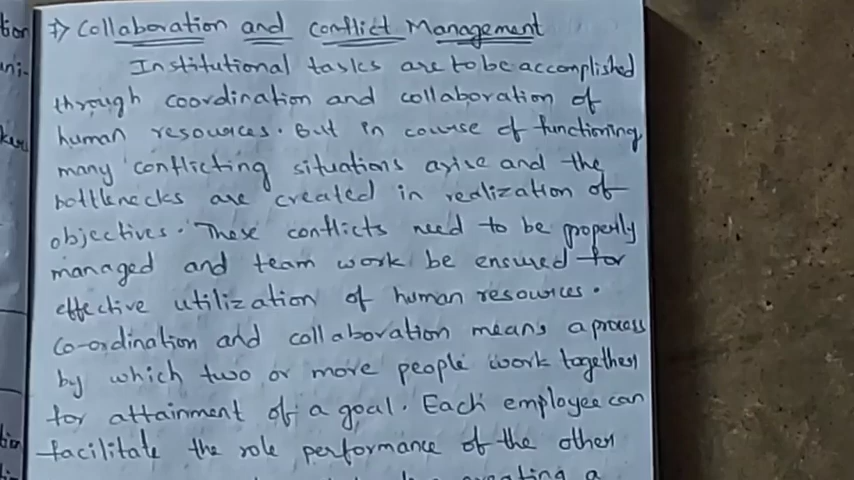 tion
⇒ Collaboration and conflict Management
ni-
Institutional tasks are to be accomplished
through coordination and collaboration of
human resources. But in course of functioning
many conflicting situations arise and the
bottlenecks are created in realization of
objectives. These conflicts need to be properly
managed and team work be ensured for
effective utilization of human resources.
Co-ordination and collaboration means a process
by which two or more people work together
for attainment of a goal. Each employee can
facilitate the role performance of the other
creating a